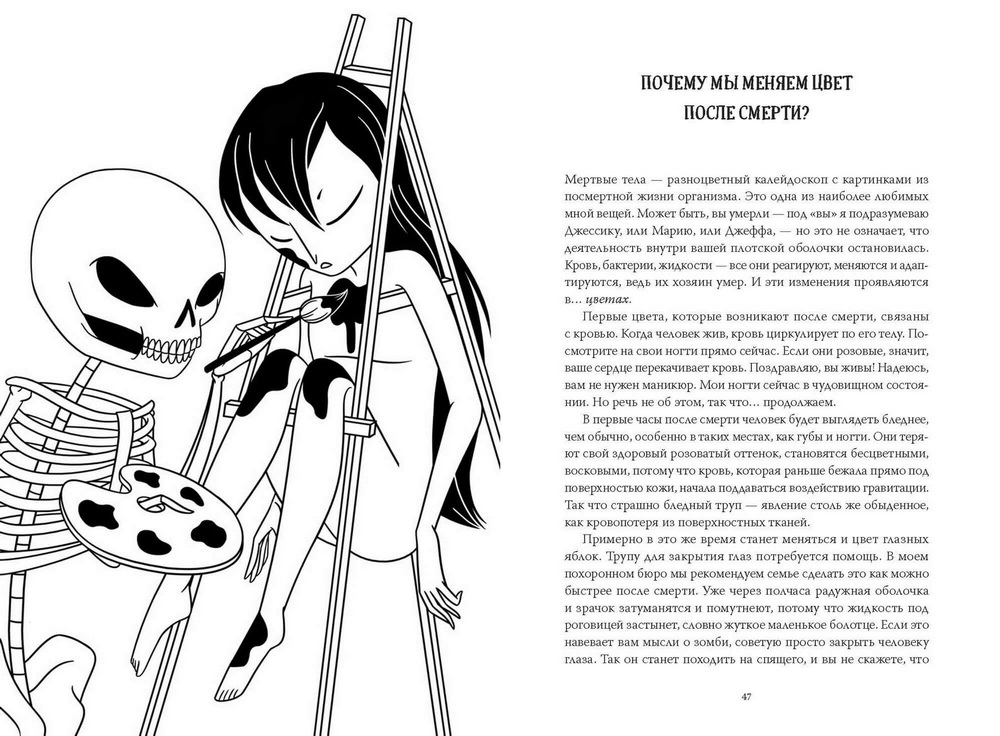 ПОЧЕМУ МЫ МЕНЯЕМ ЦВЕТ
ПОСЛЕ СМЕРТИ?
Мертвые тела — разноцветный калейдоскоп с картинками из
посмертной жизни организма. Это одна из наиболее любимых
мной вещей. Может быть, вы умерли — под «вы» я подразумеваю
Джессику, или Марию, или Джеффа, — но это не означает, что
деятельность внутри вашей плотской оболочки остановилась.
Кровь, бактерии, жидкости — все они реагируют, меняются и адап-
тируются, ведь их хозяин умер. И эти изменения проявляются
в... цветах.
Первые цвета, которые возникают после смерти, связаны
с кровью. Когда человек жив, кровь циркулирует по его телу. По-
смотрите на свои ногти прямо сейчас. Если они розовые, значит,
ваше сердце перекачивает кровь. Поздравляю, вы живы! Надеюсь,
вам не нужен маникюр. Мои ногти сейчас в чудовищном состоя-
нии. Но речь не об этом, так что... продолжаем.
В первые часы после смерти человек будет выглядеть бледнее,
чем обычно, особенно в таких местах, как губы и ногти. Они теря-
ют свой здоровый розоватый оттенок, становятся бесцветными,
восковыми, потому что кровь, которая раньше бежала прямо под
поверхностью кожи, начала поддаваться воздействию гравитации.
Так что страшно бледный труп — явление столь же обыденное,
как кровопотеря из поверхностных тканей.
Примерно в это же время станет меняться и цвет глазных
яблок. Трупу для закрытия глаз потребуется помощь. В моем
похоронном бюро мы рекомендуем семье сделать это как можно
быстрее после смерти. Уже через полчаса радужная оболочка
и зрачок затуманятся и помутнеют, потому что жидкость под
роговицей застынет, словно жуткое маленькое болотце. Если это
навевает вам мысли о зомби, советую просто закрыть человеку
глаза. Так он станет походить на спящего, и вы не скажете, что
47